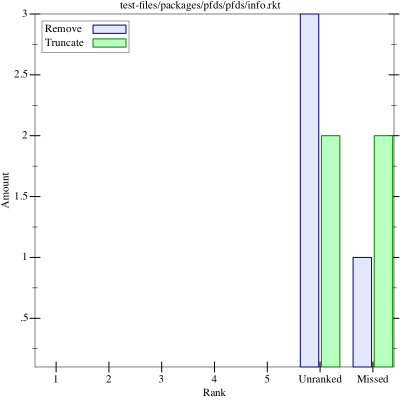 test-files/packages/pfds/pfds/info.rkt
Remove
Truncate
3
2.5
2
1.5
1
.5
Amount
1 2 3 4 5 Unranked Missed
Rank